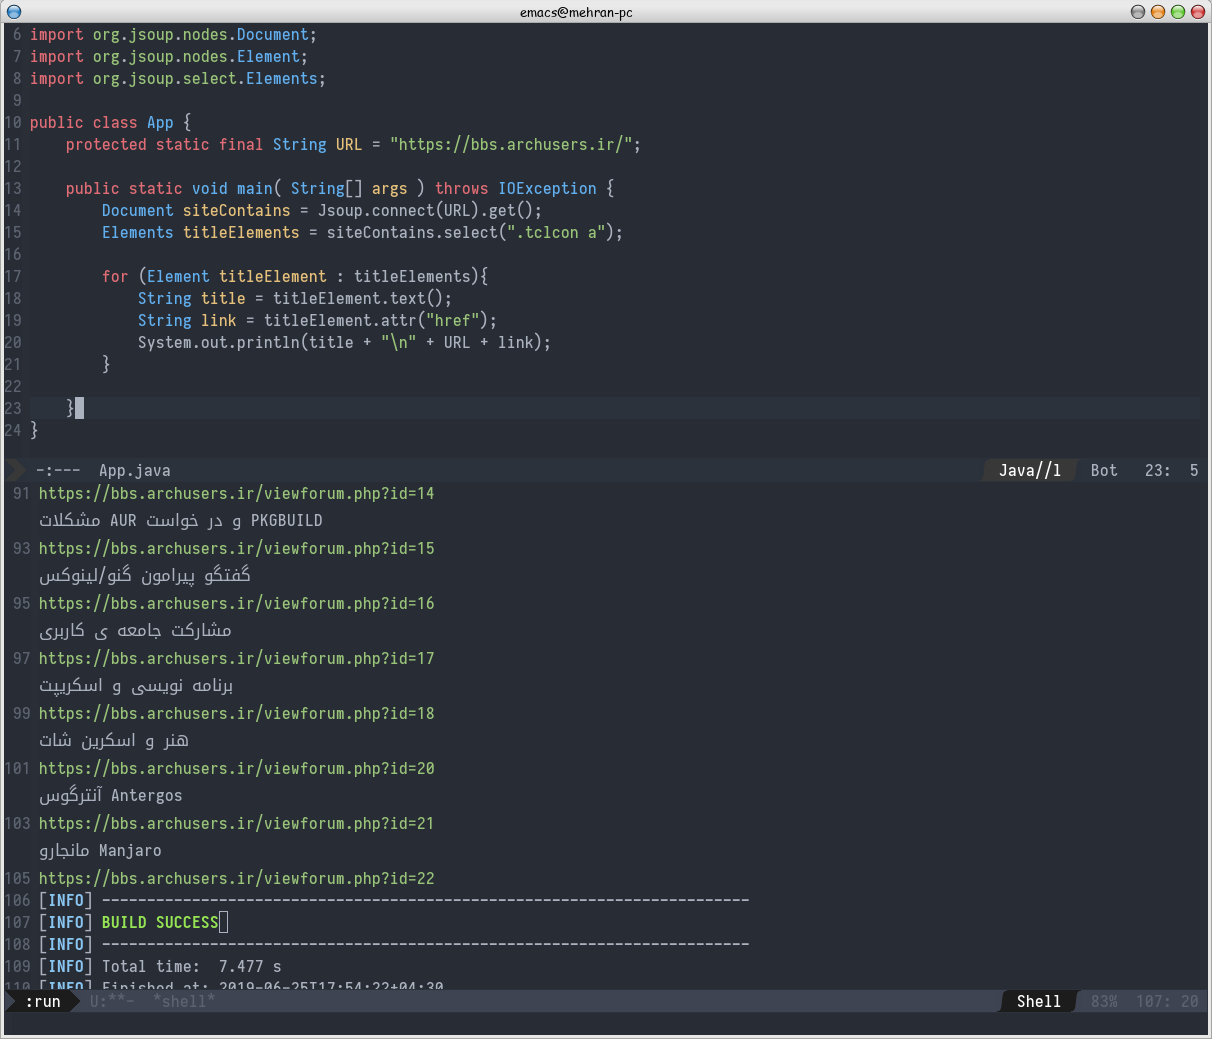 emacs@mehran-pc
6 import org.jsoup.nodes.Document;
7 import org.jsoup.nodes.Element;
8 import org.jsoup.select.Elements;
9
10 public class App {
11     protected static final String URL = "https://bbs.archusers.ir/";
12
13     public static void main( String[] args ) throws IOException {
14         Document siteContains = Jsoup.connect(URL).get();
15         Elements titleElements = siteContains.select(".tclcon a");
16
17         for (Element titleElement : titleElements){
18             String title = titleElement.text();
19             String link = titleElement.attr("href");
20             System.out.println(title + "\n" + URL + link);
21         }
22
23     }
24 }
-:--- App.java Java//l Bot 23: 5
91 https://bbs.archusers.ir/viewforum.php?id=14
مشکلات AUR و در خواست PKGBUILD
93 https://bbs.archusers.ir/viewforum.php?id=15
گفتگو پیرامون گنو/لینوکس
95 https://bbs.archusers.ir/viewforum.php?id=16
مشارکت جامعه ی کاربری
97 https://bbs.archusers.ir/viewforum.php?id=17
برنامه نویسی و اسکریپت
99 https://bbs.archusers.ir/viewforum.php?id=18
هنر و اسکرین شات
101 https://bbs.archusers.ir/viewforum.php?id=20
آنترگوس Antergos
103 https://bbs.archusers.ir/viewforum.php?id=21
مانجارو Manjaro
105 https://bbs.archusers.ir/viewforum.php?id=22
106 [INFO] ------------------------------------------------------------------------
107 [INFO] BUILD SUCCESS
108 [INFO] ------------------------------------------------------------------------
109 [INFO] Total time:  7.477 s
110 [INFO] Finished at: 2019-06-25T17:54:22+04:30
:run U:**- *shell* Shell 83% 107: 20